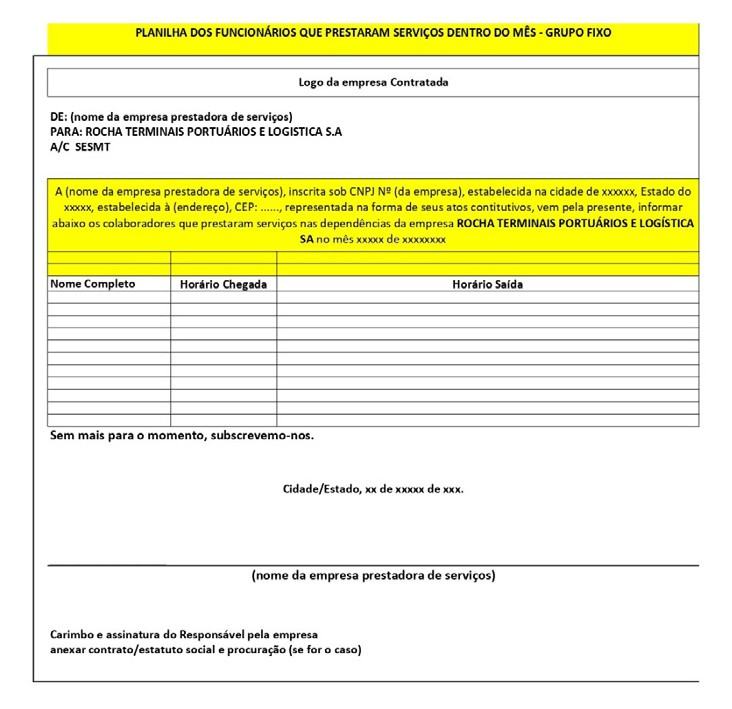 PLANILHA DOS FUNCIONÁRIOS QUE PRESTARAM SERVIÇOS DENTRO DO MÊS - GRUPO FIXO
Logo da empresa Contratada
DE: (nome da empresa prestadora de serviços)
PARA: ROCHA TERMINAIS PORTUÁRIOS E LOGISTICA S.A
A/C SESMT
A (nome da empresa prestadora de serviços), inscrita sob CNPJ Nº (da empresa), estabelecida na cidade de xxxxxx, Estado do
xxxxx, estabelecida à (endereço), CEP: ......, representada na forma de seus atos contitutivos, vem pela presente, informar
abaixo os colaboradores que prestaram serviços nas dependências da empresa ROCHA TERMINAIS PORTUÁRIOS E LOGÍSTICA
SA no mês xxxxx de xxxxxxxx
Nome Completo Horário Chegada Horário Saída
Sem mais para o momento, subscrevemo-nos.
Cidade/Estado, xx de xxxxx de xxx.
(nome da empresa prestadora de serviços)
Carimbo e assinatura do Responsável pela empresa
anexar contrato/estatuto social e procuração (se for o caso)